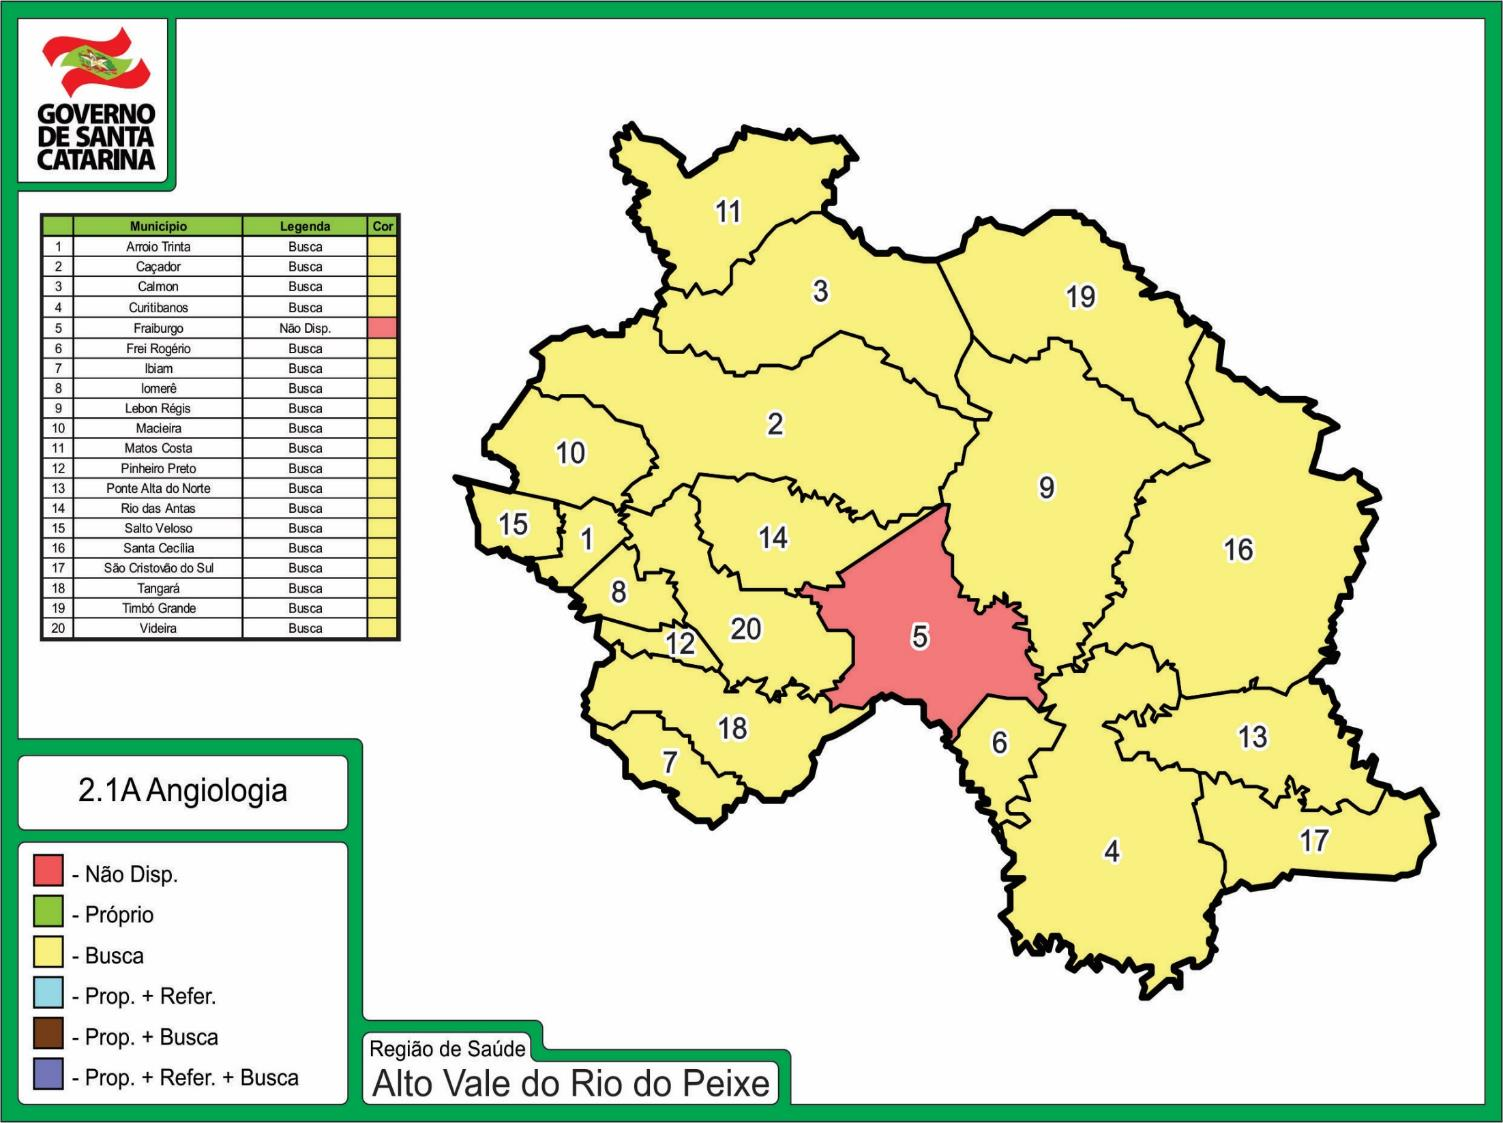 GOVERNO
DE SANTA
CATARINA
Município Legenda Cor
1 Arroio Trinta Busca
2 Caçador Busca
3 Calmon Busca
4 Curitibanos Busca
5 Fraiburgo Não Disp.
6 Frei Rogério Busca
7 Ibiam Busca
8 Iomerê Busca
9 Lebon Régis Busca
10 Macieira Busca
11 Matos Costa Busca
12 Pinheiro Preto Busca
13 Ponte Alta do Norte Busca
14 Rio das Antas Busca
15 Salto Veloso Busca
16 Santa Cecília Busca
17 São Cristovão do Sul Busca
18 Tangará Busca
19 Timbó Grande Busca
20 Videira Busca
11
3
19
2
10
9
15
1
14
16
8
12
20
5
18
7
6
13
4
17
2.1A Angiologia
- Não Disp.
- Próprio
- Busca
- Prop. + Refer.
- Prop. + Busca
- Prop. + Refer. + Busca
Região de Saúde
Alto Vale do Rio do Peixe